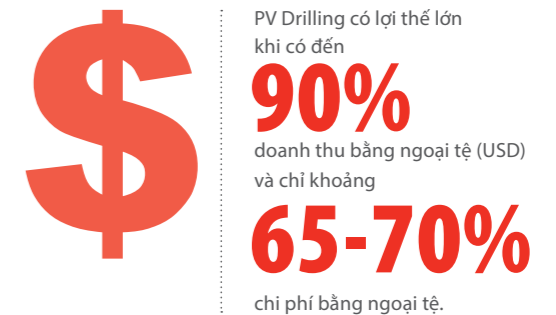 $
PV Drilling có lợi thế lớn
khi có đến
90%
doanh thu bằng ngoại tệ (USD)
và chỉ khoảng
65-70%
chi phí bằng ngoại tệ.